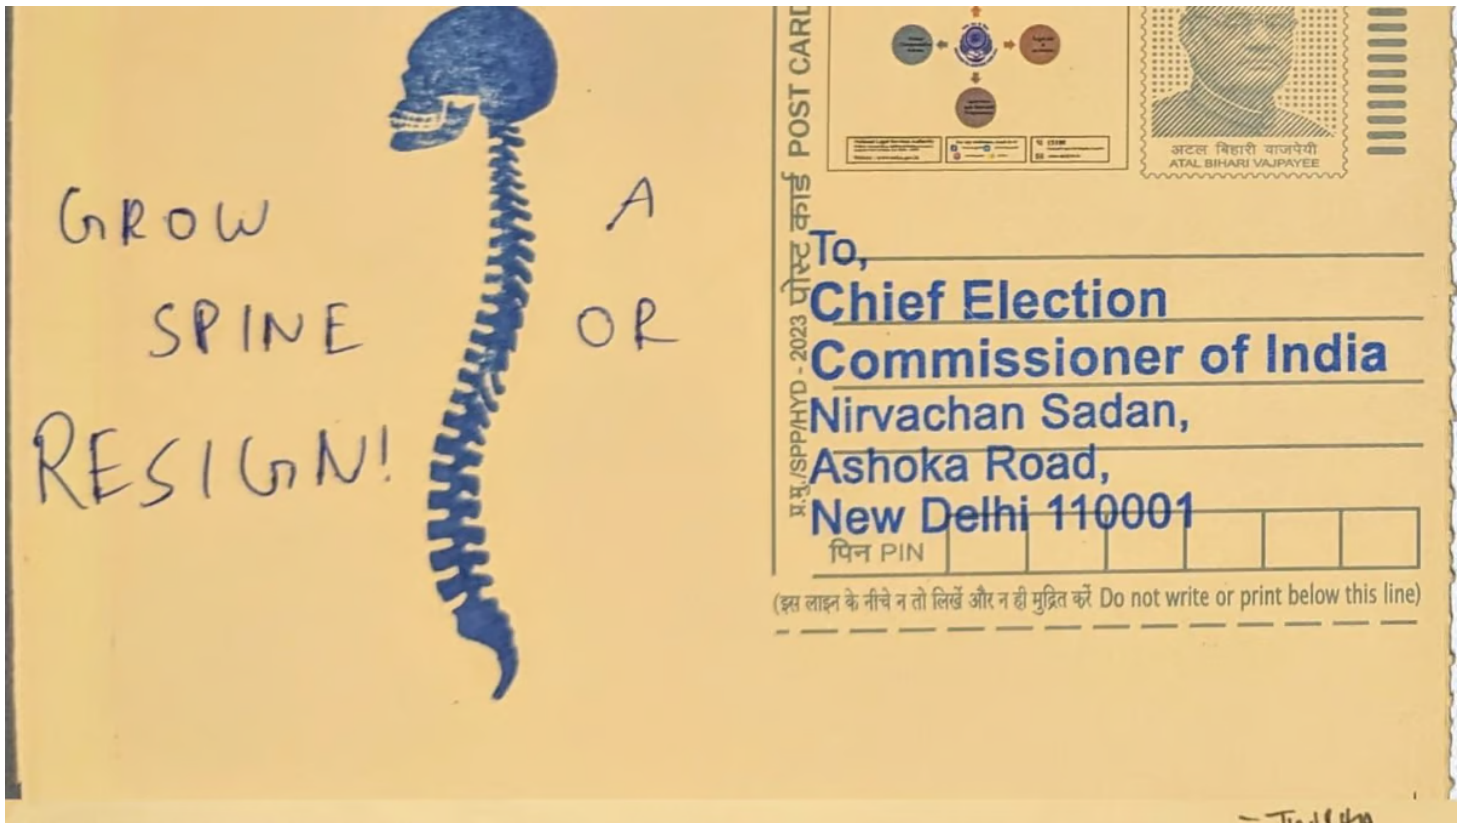 GROW A
SPINE OR
RESIGN!
POST CARD
प्र.मु./SPP/HYD - 2023 पोस्ट कार्ड
अटल बिहारी वाजपेयी
ATAL BIHARI VAJPAYEE
To,
Chief Election
Commissioner of India
Nirvachan Sadan,
Ashoka Road,
New Delhi 110001
पिन PIN
(इस लाइन के नीचे न तो लिखें और न ही मुद्रित करें Do not write or print below this line)